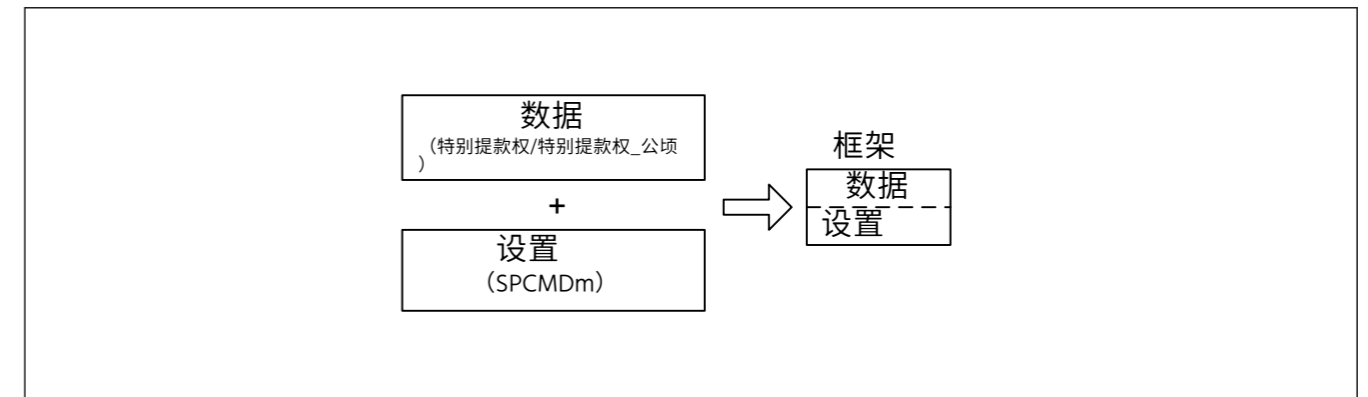 数据
（特别提款权/特别提款权_公顷
）
+
设置
（SPCMDm）
框架
数据
设置